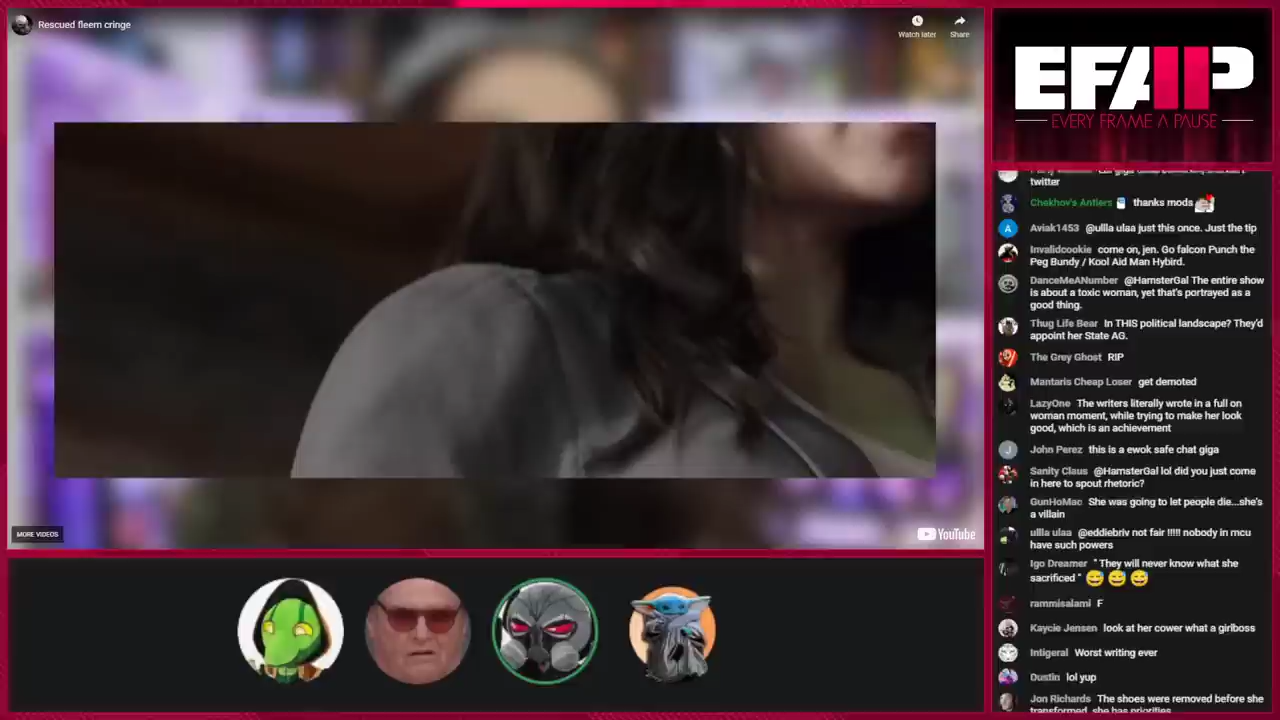 Rescued fleem cringe
Watch later
Share
MORE VIDEOS
YouTube
EFAP
EVERY FRAME A PAUSE
twitter
Chekhov's Antlers thanks mods
Aviak1453 @ullla ulaa just this once. Just the tip
Invalidcookie come on, jen. Go falcon Punch the
Peg Bundy / Kool Aid Man Hybird.
DanceMeANumber @HamsterGal The entire show
is about a toxic woman, yet that's portrayed as a
good thing.
Thug Life Bear In THIS political landscape? They'd
appoint her State AG.
The Grey Ghost RIP
Mantaris Cheap Loser get demoted
LazyOne The writers literally wrote in a full on
woman moment, while trying to make her look
good, which is an achievement
John Perez this is a ewok safe chat giga
Sanity Claus @HamsterGal lol did you just come
in here to spout rhetoric?
GunHoMac She was going to let people die...she's
a villain
ullla ulaa @eddiebriv not fair !!!!! nobody in mcu
have such powers
Igo Dreamer " They will never know what she
sacrificed "
rammisalami F
Kaycie Jensen look at her cower what a girlboss
Intigeral Worst writing ever
Dustin lol yup
Jon Richards The shoes were removed before she
transformed, she has priorities